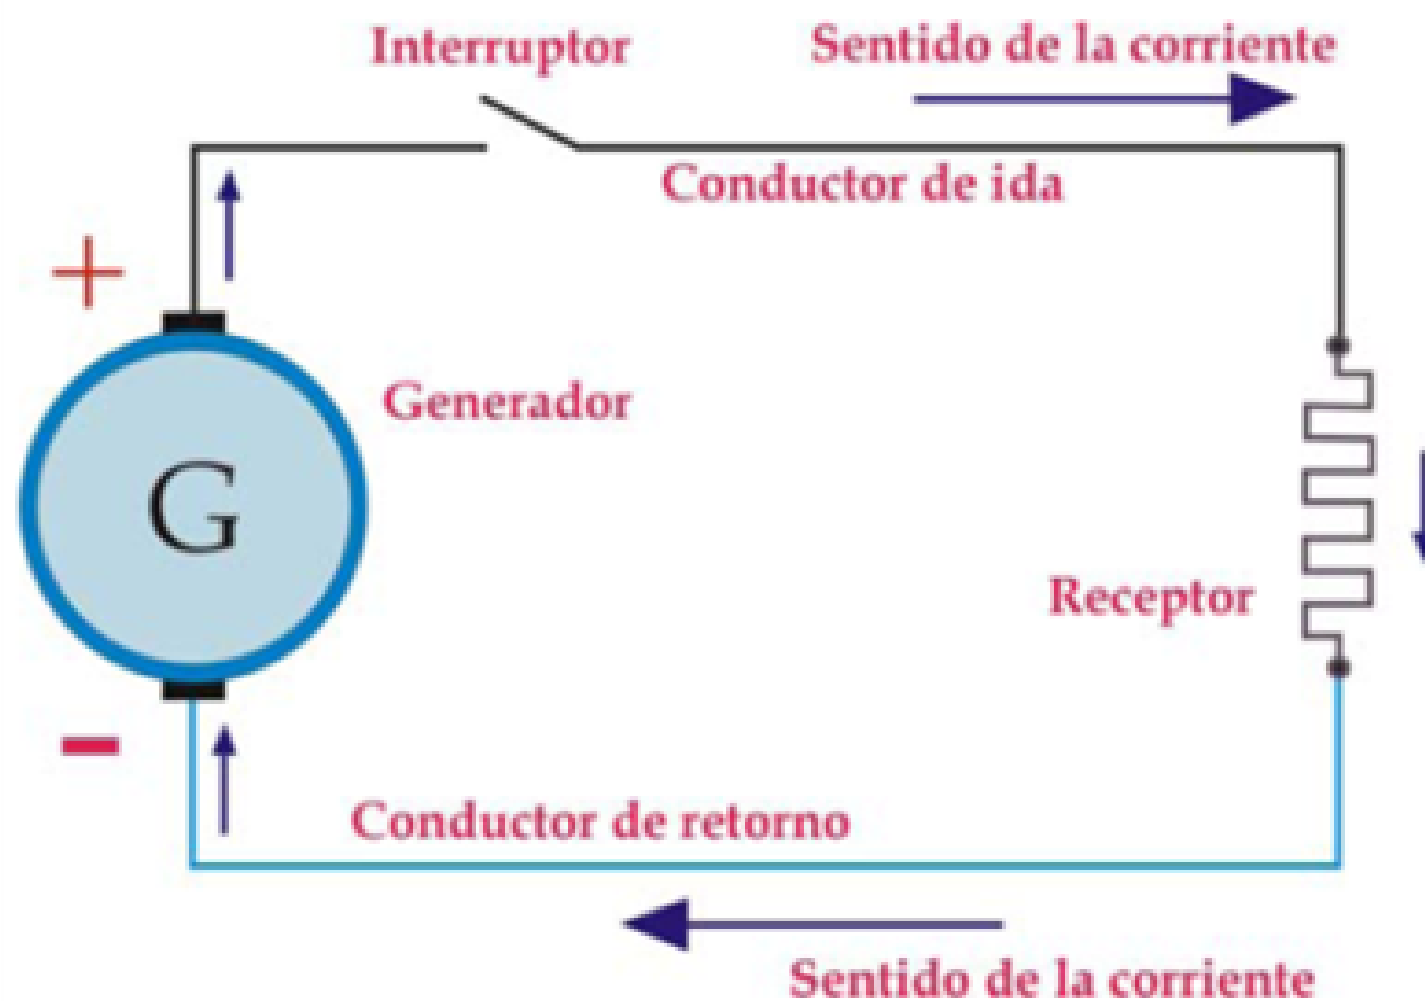 Interruptor
Sentido de la corriente
Conductor de ida
+
Generador
G
Receptor
-
Conductor de retorno
Sentido de la corriente